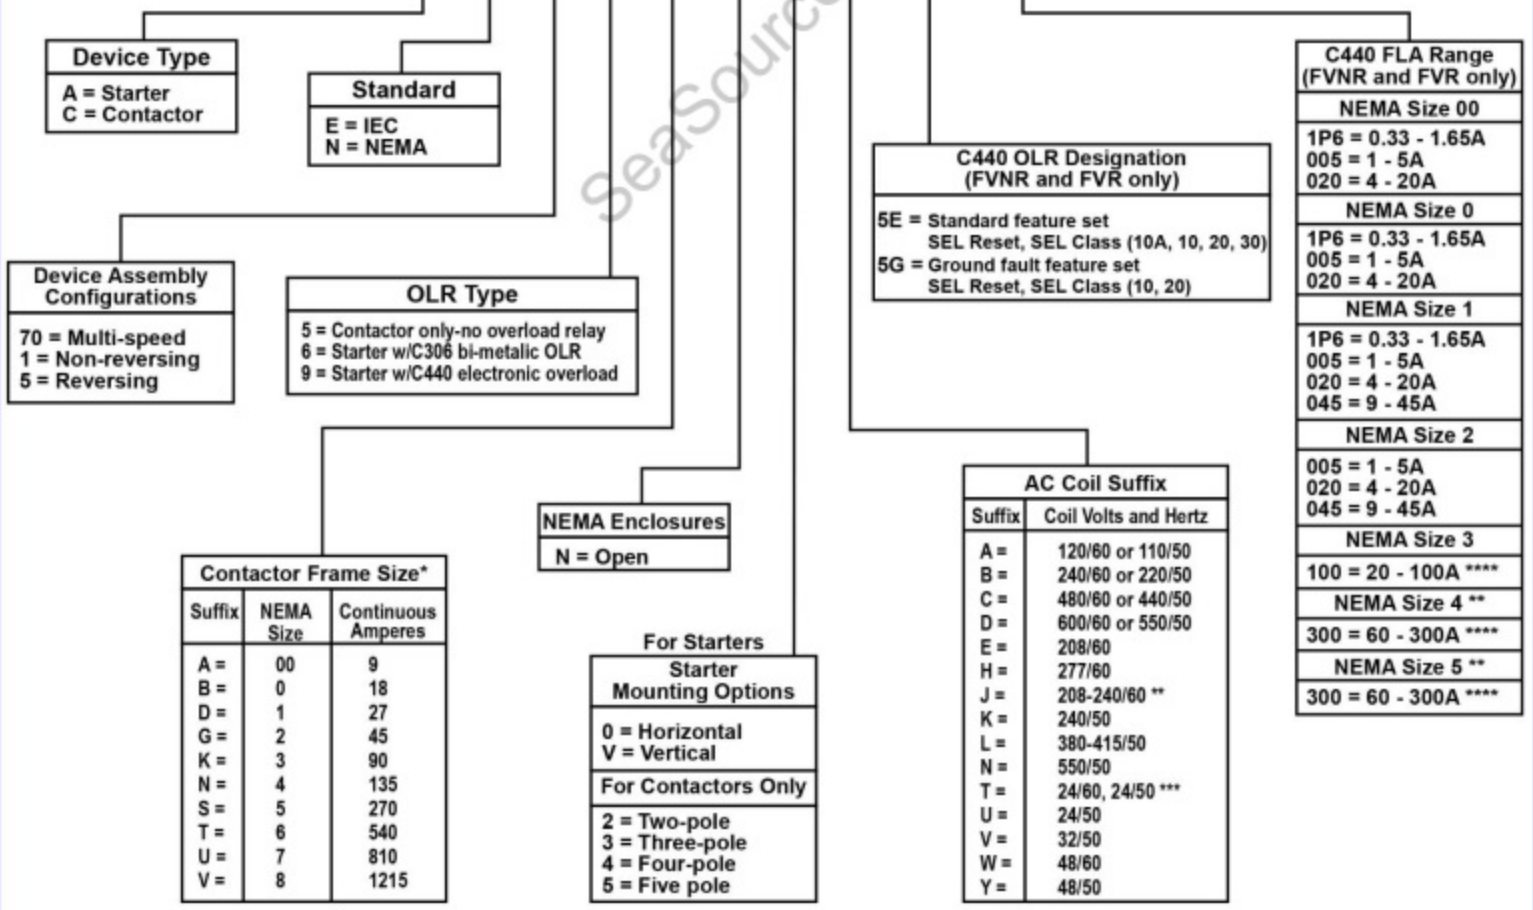 SeaSource
Device Type
A = Starter
C = Contactor
Standard
E = IEC
N = NEMA
Device Assembly
Configurations
70 = Multi-speed
1 = Non-reversing
5 = Reversing
OLR Type
5 = Contactor only-no overload relay
6 = Starter w/C306 bi-metalic OLR
9 = Starter w/C440 electronic overload
Contactor Frame Size*
Suffix NEMA Size Continuous Amperes
A = 00 9
B = 0 18
D = 1 27
G = 2 45
K = 3 90
N = 4 135
S = 5 270
T = 6 540
U = 7 810
V = 8 1215
NEMA Enclosures
N = Open
For Starters
Starter
Mounting Options
0 = Horizontal
V = Vertical
For Contactors Only
2 = Two-pole
3 = Three-pole
4 = Four-pole
5 = Five pole
AC Coil Suffix
Suffix Coil Volts and Hertz
A = 120/60 or 110/50
B = 240/60 or 220/50
C = 480/60 or 440/50
D = 600/60 or 550/50
E = 208/60
H = 277/60
J = 208-240/60 **
K = 240/50
L = 380-415/50
N = 550/50
T = 24/60, 24/50 ***
U = 24/50
V = 32/50
W = 48/60
Y = 48/50
C440 OLR Designation
(FVNR and FVR only)
5E = Standard feature set
SEL Reset, SEL Class (10A, 10, 20, 30)
5G = Ground fault feature set
SEL Reset, SEL Class (10, 20)
C440 FLA Range
(FVNR and FVR only)
NEMA Size 00
1P6 = 0.33 - 1.65A
005 = 1 - 5A
020 = 4 - 20A
NEMA Size 0
1P6 = 0.33 - 1.65A
005 = 1 - 5A
020 = 4 - 20A
NEMA Size 1
1P6 = 0.33 - 1.65A
005 = 1 - 5A
020 = 4 - 20A
045 = 9 - 45A
NEMA Size 2
005 = 1 - 5A
020 = 4 - 20A
045 = 9 - 45A
NEMA Size 3
100 = 20 - 100A ****
NEMA Size 4 **
300 = 60 - 300A ****
NEMA Size 5 **
300 = 60 - 300A ****